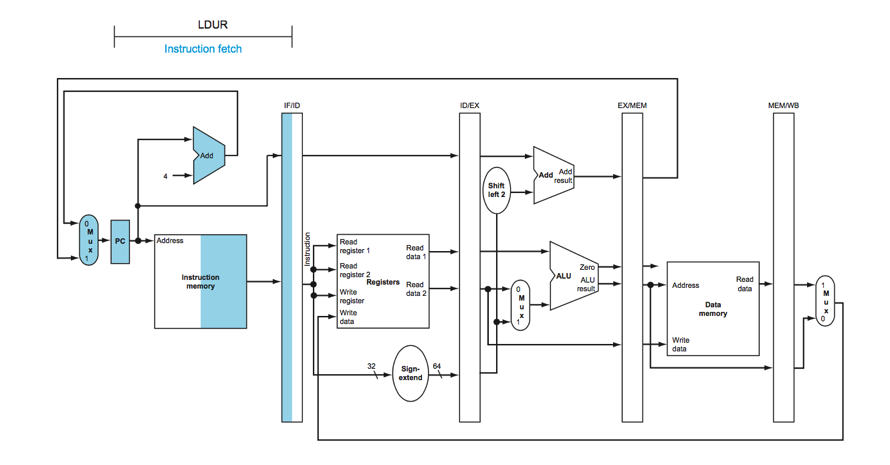 LDUR
Instruction fetch
IF/ID
ID/EX
EX/MEM
MEM/WB
Add
4
Shift
left 2
Add
Add
result
0
M
u
x
1
PC
Address
Instruction
memory
Instruction
Read
register 1
Read
register 2
Write
register
Write
data
Registers
Read
data 1
Read
data 2
0
M
u
x
1
ALU
Zero
ALU
result
Address
Write
data
Data
memory
Read
data
1
M
u
x
0
32
Sign-
extend
64